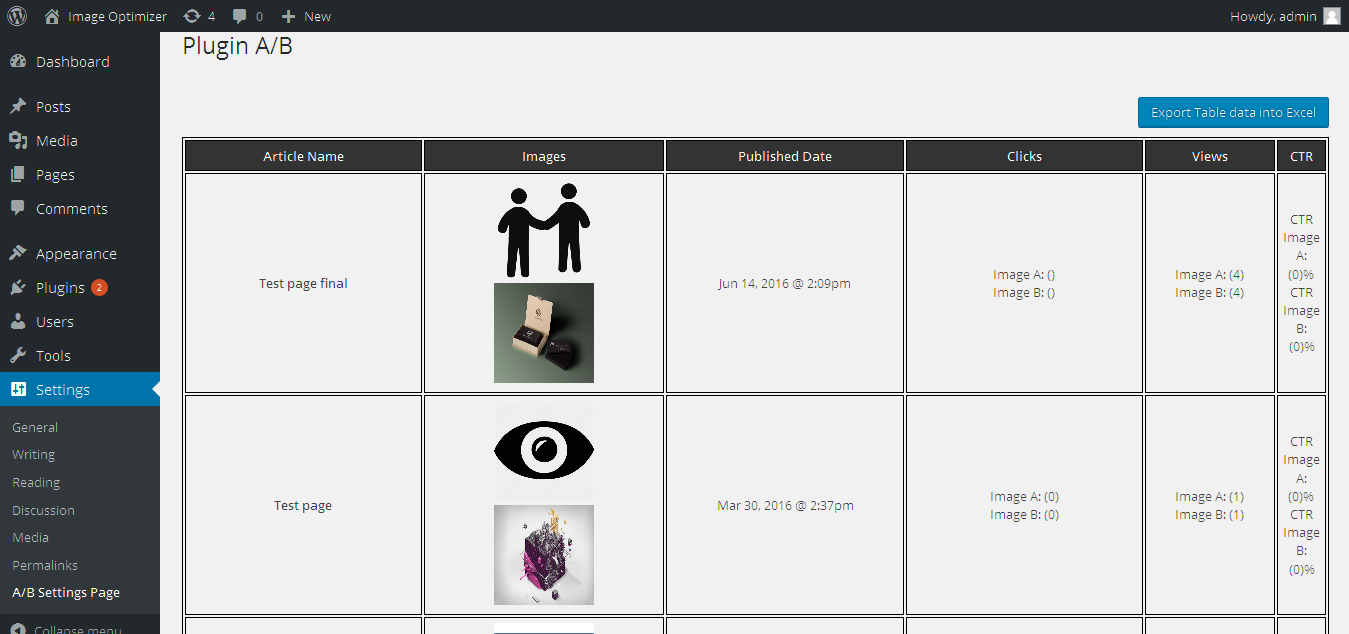 Image Optimizer
4
0
New
Howdy, admin
Dashboard
Posts
Media
Pages
Comments
Appearance
Plugins 2
Users
Tools
Settings
General
Writing
Reading
Discussion
Media
Permalinks
A/B Settings Page
Collapse menu
Plugin A/B
Export Table data into Excel
Article Name
Images
Published Date
Clicks
Views
CTR
Test page final
Jun 14, 2016 @ 2:09pm
Image A: ()
Image B: ()
Image A: (4)
Image B: (4)
CTR
Image
A:
(0)%
CTR
Image
B:
(0)%
Test page
Mar 30, 2016 @ 2:37pm
Image A: (0)
Image B: (0)
Image A: (1)
Image B: (1)
CTR
Image
A:
(0)%
CTR
Image
B:
(0)%